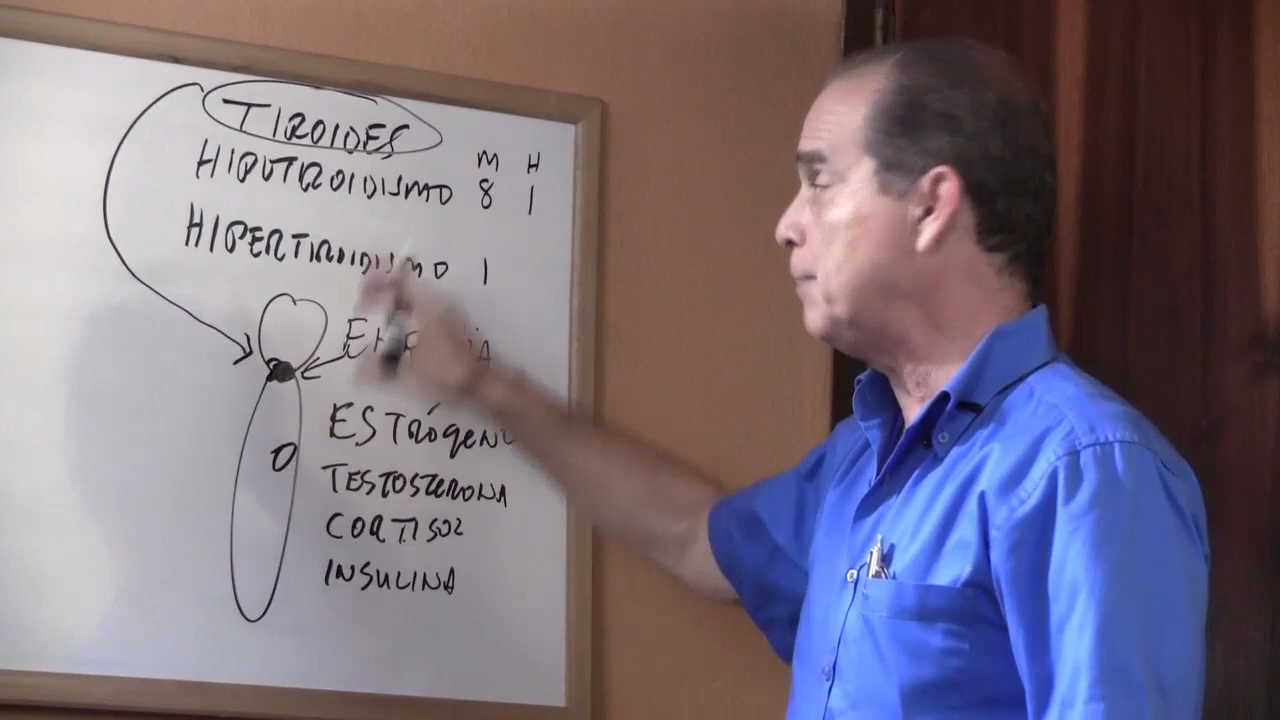 TIROIDES
M H
HIPOTIROIDISMO 8 1
HIPERTIROIDISMO 1
ESTRÓGENO
TESTOSTERONA
CORTISOL
INSULINA